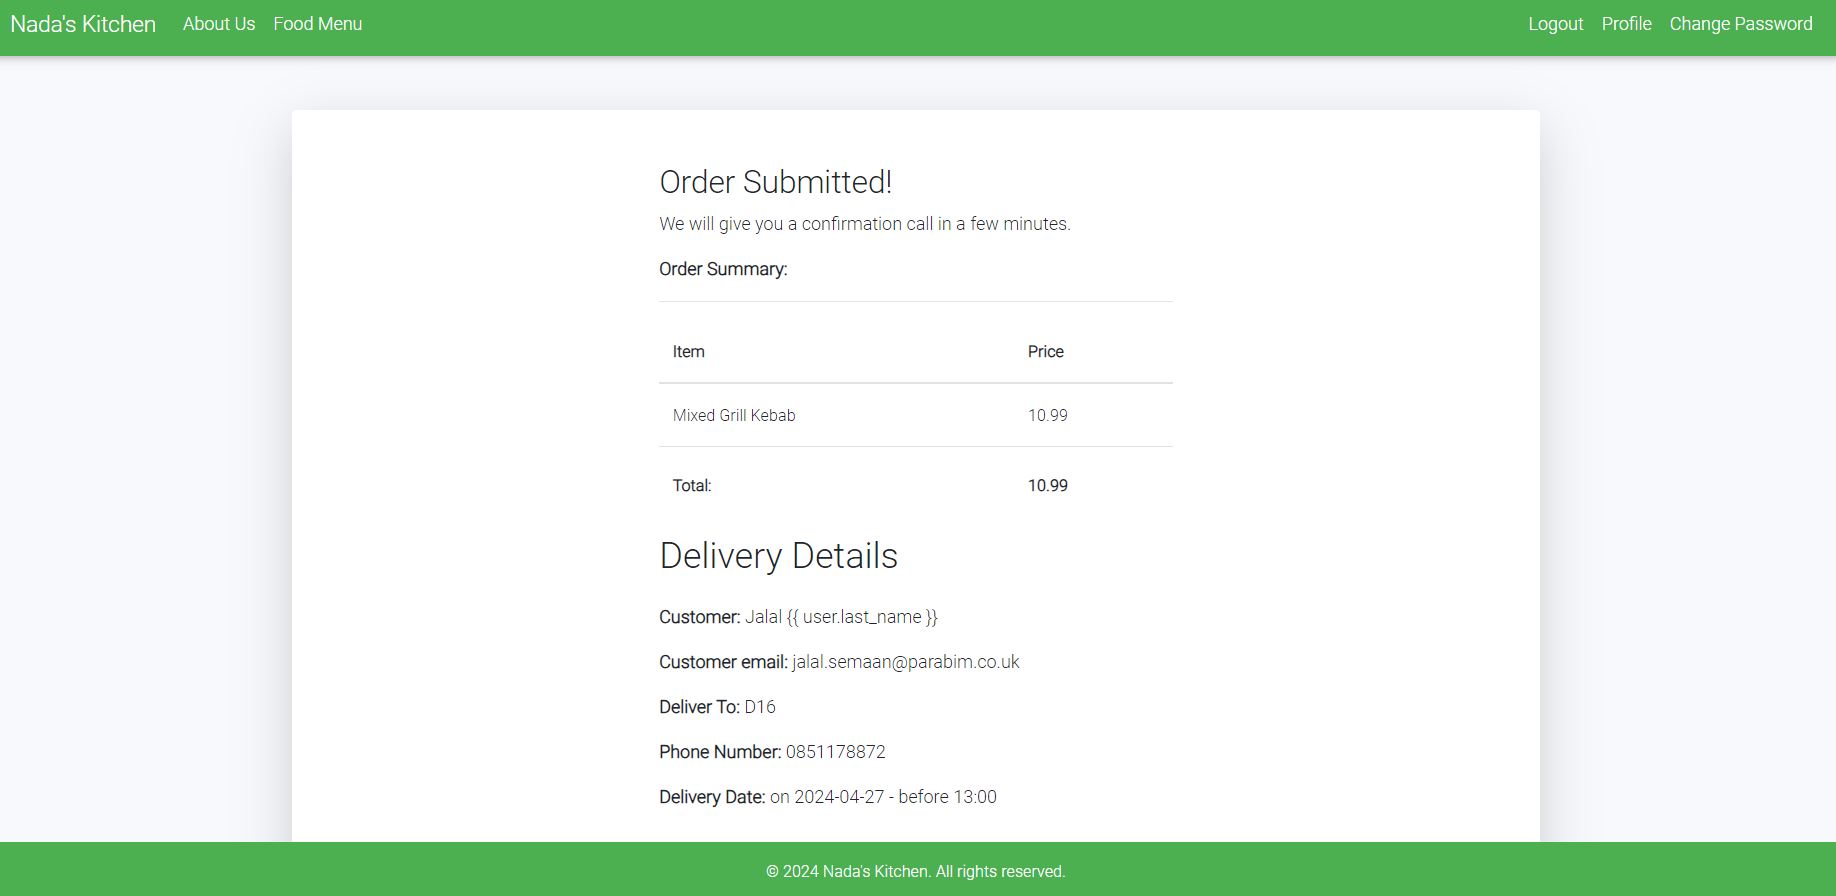 Nada's Kitchen About Us Food Menu Logout Profile Change Password
Order Submitted!
We will give you a confirmation call in a few minutes.
Order Summary:
Item Price
Mixed Grill Kebab 10.99
Total: 10.99
Delivery Details
Customer: Jalal {{ user.last_name }}
Customer email: jalal.semaan@parabim.co.uk
Deliver To: D16
Phone Number: 0851178872
Delivery Date: on 2024-04-27 - before 13:00
© 2024 Nada's Kitchen. All rights reserved.